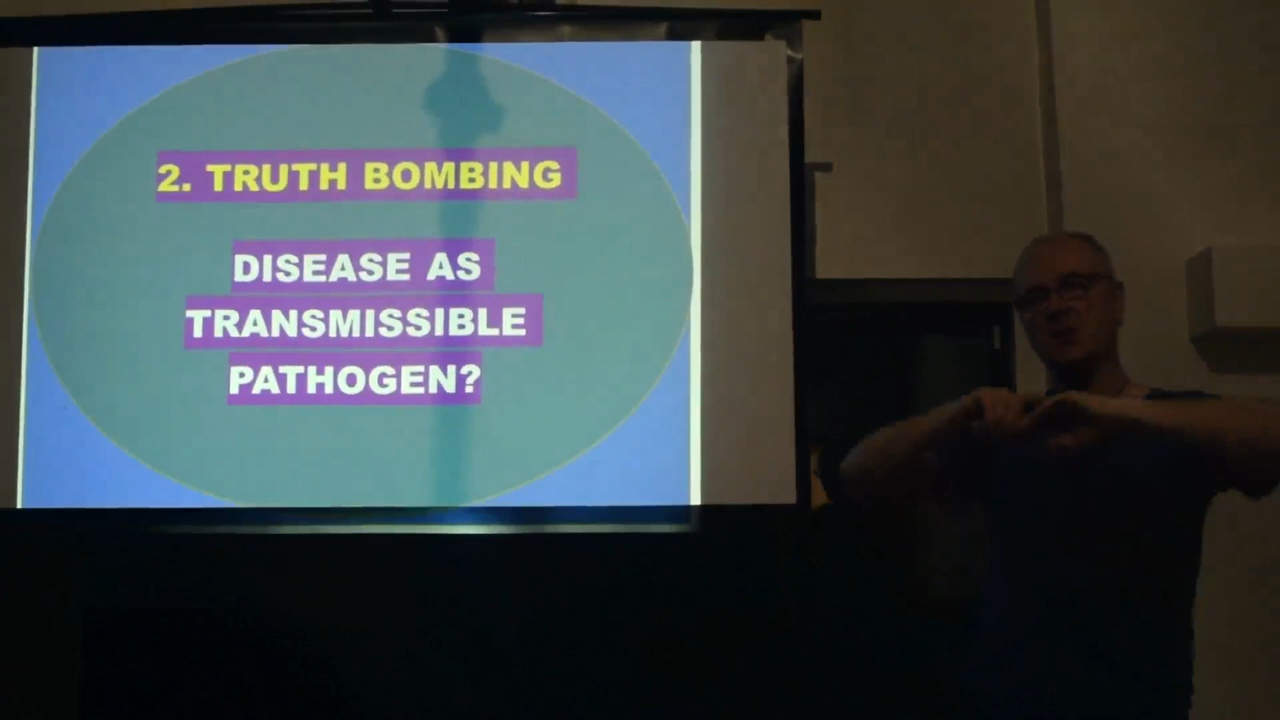 2. TRUTH BOMBING
DISEASE AS
TRANSMISSIBLE
PATHOGEN?